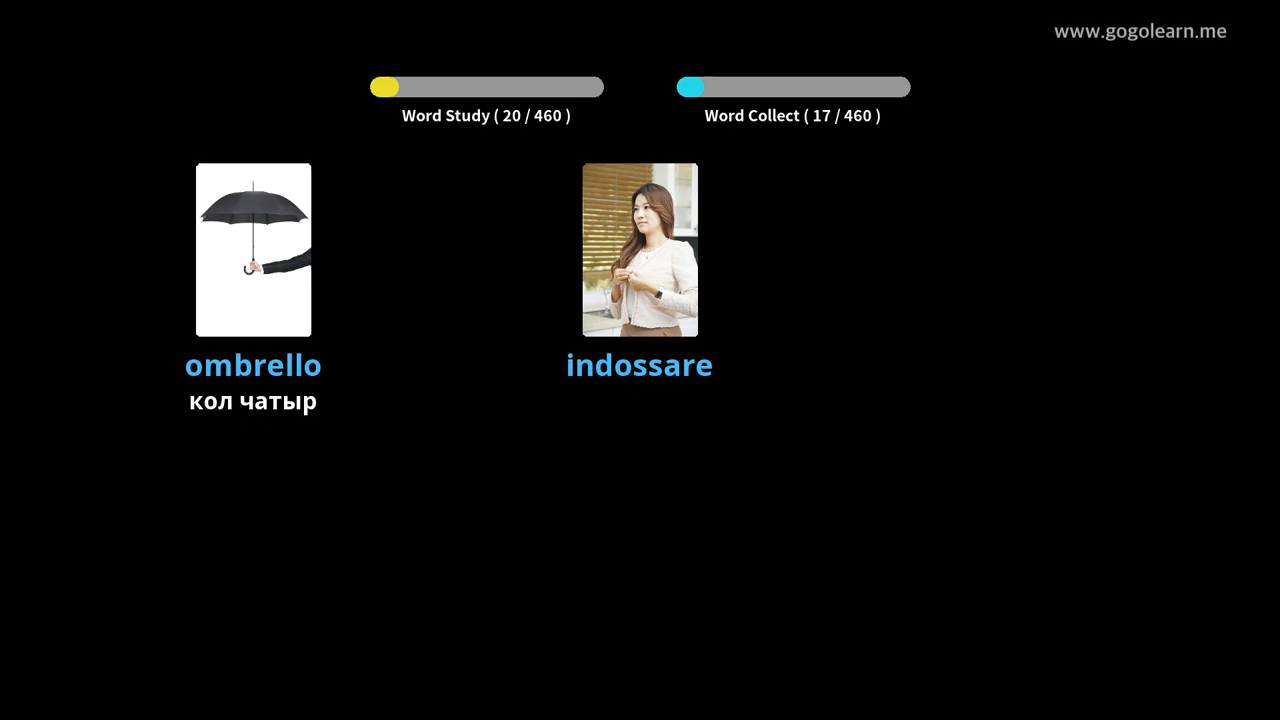 www.gogolearn.me
Word Study ( 20 / 460 )
Word Collect ( 17 / 460 )
ombrello
кол чатыр
indossare